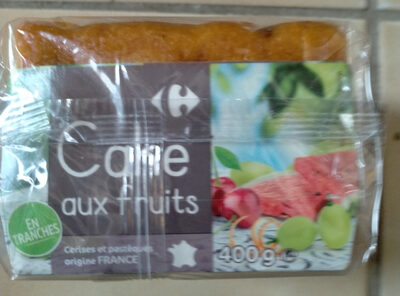 Cake
aux fruits
EN
TRANCHES
Cerises et pastèques
origine FRANCE
400g